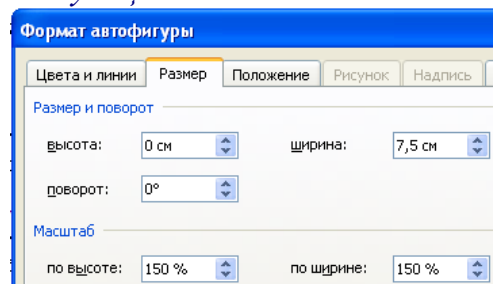 Формат автофигуры
Цвета и линии Размер Положение Рисунок Надпись
Размер и поворот
высота: 0 см ширина: 7,5 см
поворот: 0°
Масштаб
по высоте: 150 % по ширине: 150 %